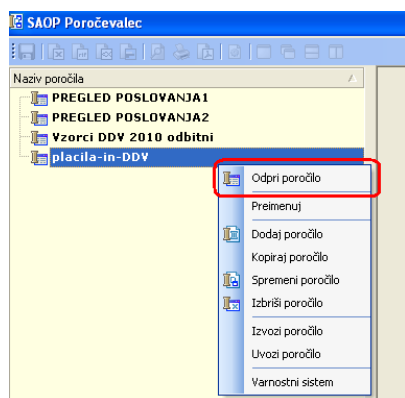 SAOP Poročevalec
Naziv poročila
PREGLED POSLOVANJA1
PREGLED POSLOVANJA2
Vzorci DDV 2010 odbitni
placila-in-DDV
Odpri poročilo
Preimenuj
Dodaj poročilo
Kopiraj poročilo
Spremeni poročilo
Izbriši poročilo
Izvozi poročilo
Uvozi poročilo
Varnostni sistem